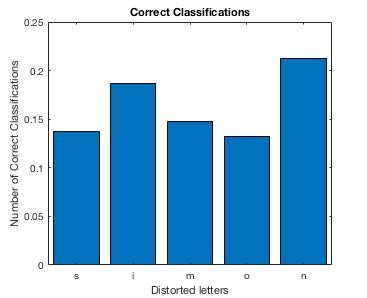 Correct Classifications
Number of Correct Classifications
0.25
0.2
0.15
0.1
0.05
0
s i m o n
Distorted letters